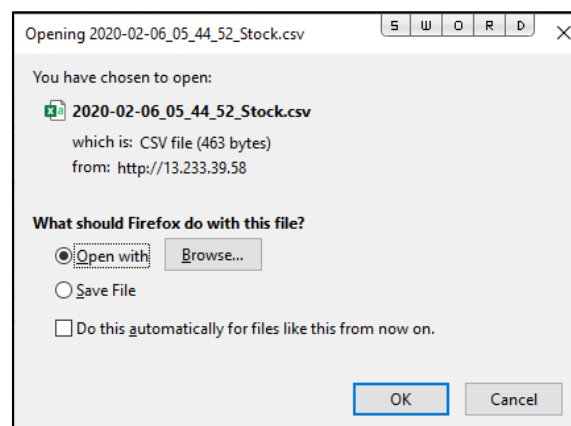 Opening 2020-02-06_05_44_52_Stock.csv
S W O R D
You have chosen to open:
2020-02-06_05_44_52_Stock.csv
which is: CSV file (463 bytes)
from: http://13.233.39.58
What should Firefox do with this file?
Open with Browse...
Save File
Do this automatically for files like this from now on.
OK Cancel